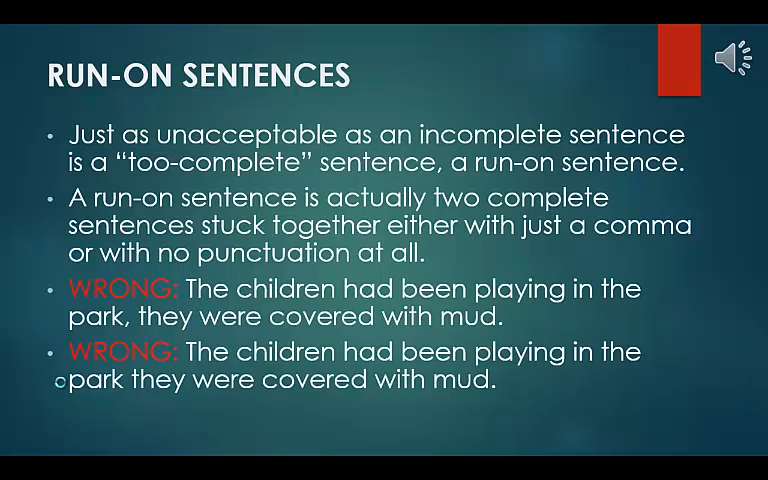 RUN-ON SENTENCES
• Just as unacceptable as an incomplete sentence
is a “too-complete” sentence, a run-on sentence.
• A run-on sentence is actually two complete
sentences stuck together either with just a comma
or with no punctuation at all.
• WRONG: The children had been playing in the
park, they were covered with mud.
• WRONG: The children had been playing in the
park they were covered with mud.